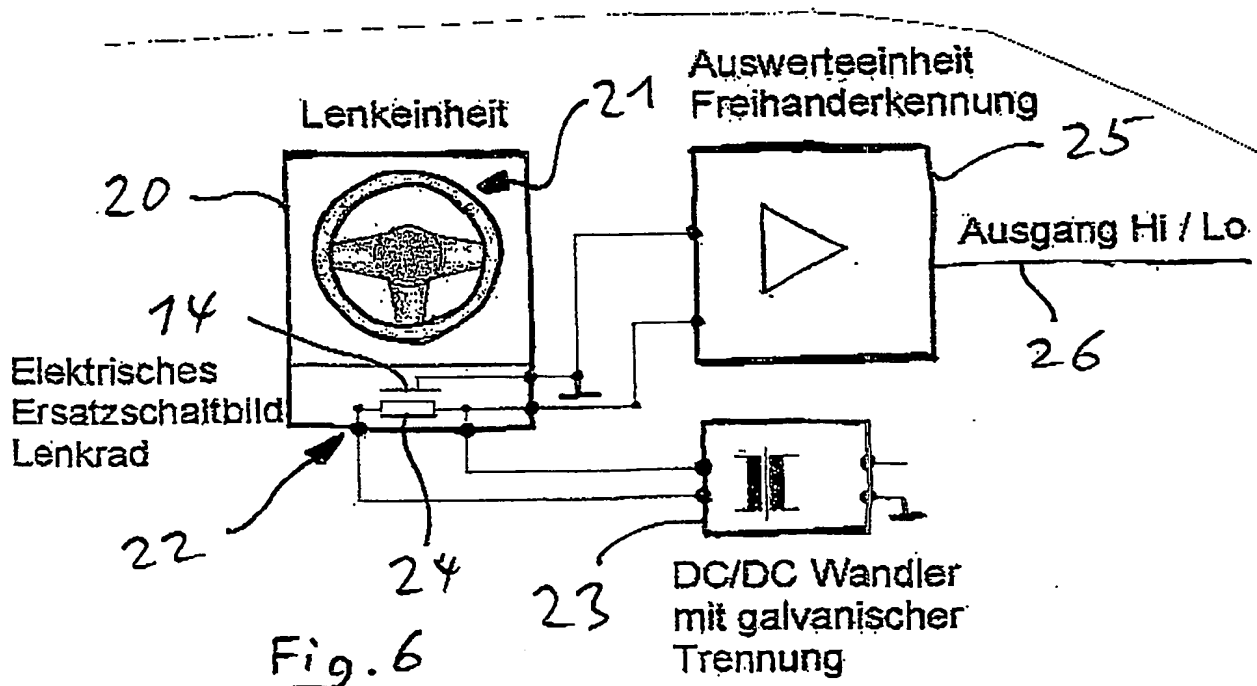 Lenkeinheit
21
Auswerteeinheit
Freihanderkennung
25
20
Ausgang Hi / Lo
14
26
Elektrisches
Ersatzschaltbild
Lenkrad
22
24
23
DC/DC Wandler
mit galvanischer
Trennung
Fig. 6